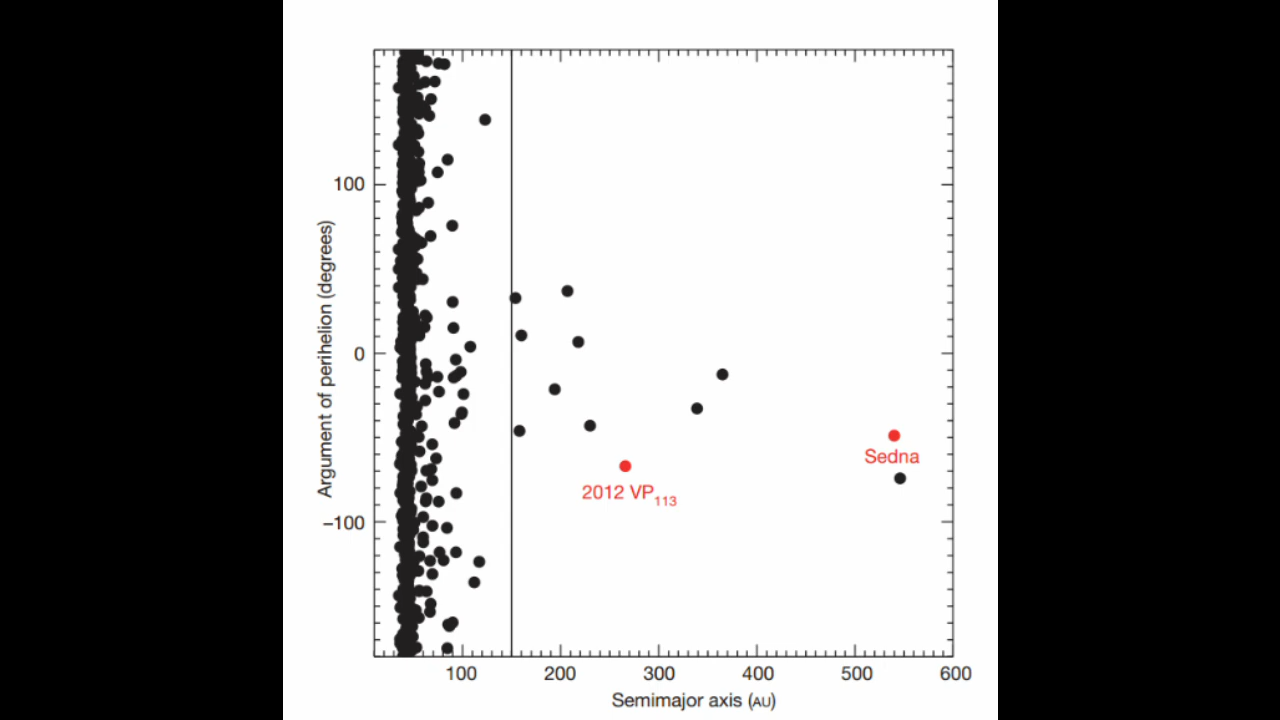 Argument of perihelion (degrees)
100
0
−100
Sedna
2012 VP113
100 200 300 400 500 600
Semimajor axis (AU)